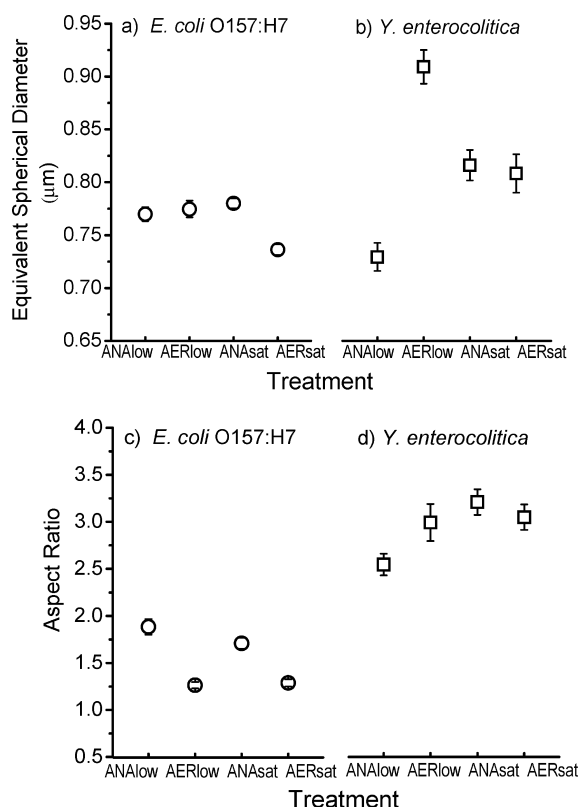 a) E. coli O157:H7
b) Y. enterocolitica
Equivalent Spherical Diameter
(μm)
0.95
0.90
0.85
0.80
0.75
0.70
0.65
ANAlow AERlow ANAsat AERsat
ANAlow AERlow ANAsat AERsat
Treatment
c) E. coli O157:H7
d) Y. enterocolitica
Aspect Ratio
4.0
3.5
3.0
2.5
2.0
1.5
1.0
0.5
ANAlow AERlow ANAsat AERsat
ANAlow AERlow ANAsat AERsat
Treatment